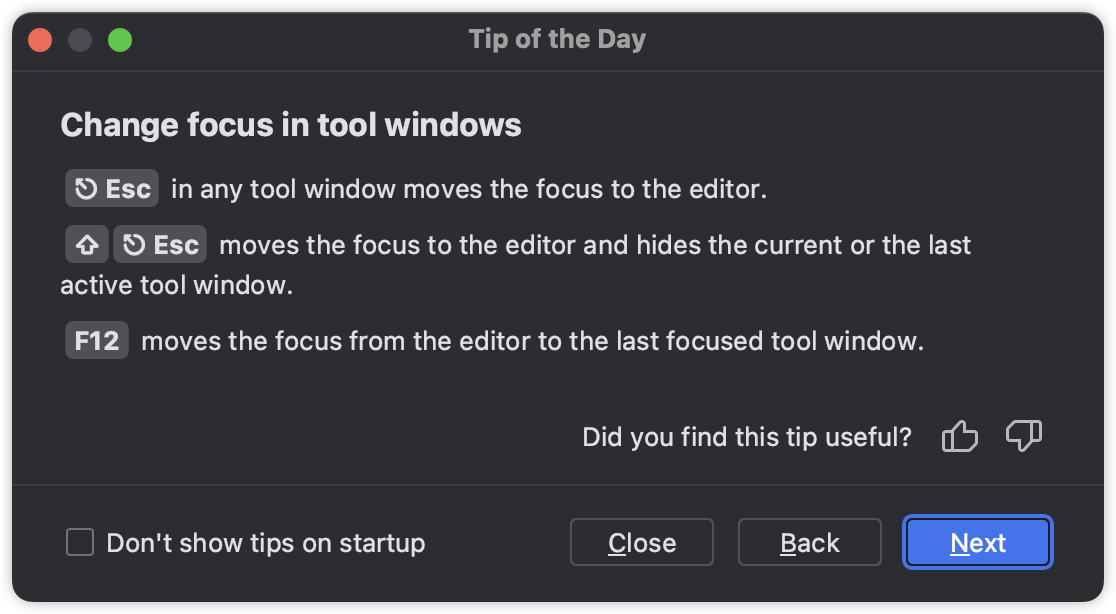 Tip of the Day
Change focus in tool windows
Esc in any tool window moves the focus to the editor.
Esc moves the focus to the editor and hides the current or the last
active tool window.
F12 moves the focus from the editor to the last focused tool window.
Did you find this tip useful?
Don't show tips on startup Close Back Next